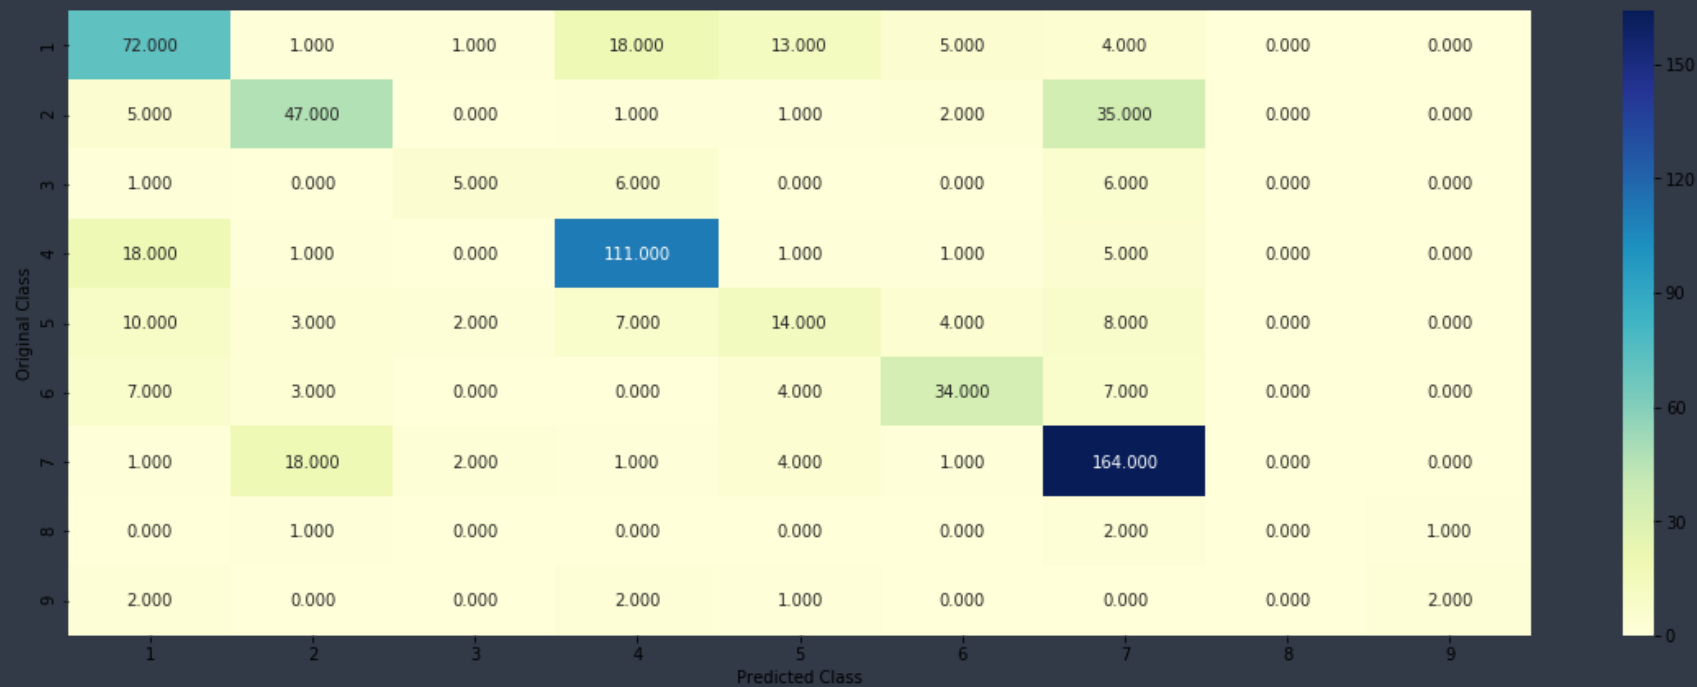 1 72.000 1.000 1.000 18.000 13.000 5.000 4.000 0.000 0.000
2 5.000 47.000 0.000 1.000 1.000 2.000 35.000 0.000 0.000
3 1.000 0.000 5.000 6.000 0.000 0.000 6.000 0.000 0.000
4 18.000 1.000 0.000 111.000 1.000 1.000 5.000 0.000 0.000
5 10.000 3.000 2.000 7.000 14.000 4.000 8.000 0.000 0.000
6 7.000 3.000 0.000 0.000 4.000 34.000 7.000 0.000 0.000
7 1.000 18.000 2.000 1.000 4.000 1.000 164.000 0.000 0.000
8 0.000 1.000 0.000 0.000 0.000 0.000 2.000 0.000 1.000
9 2.000 0.000 0.000 2.000 1.000 0.000 0.000 0.000 2.000
1 2 3 4 5 6 7 8 9
Predicted Class
Original Class
150
120
90
60
30
0